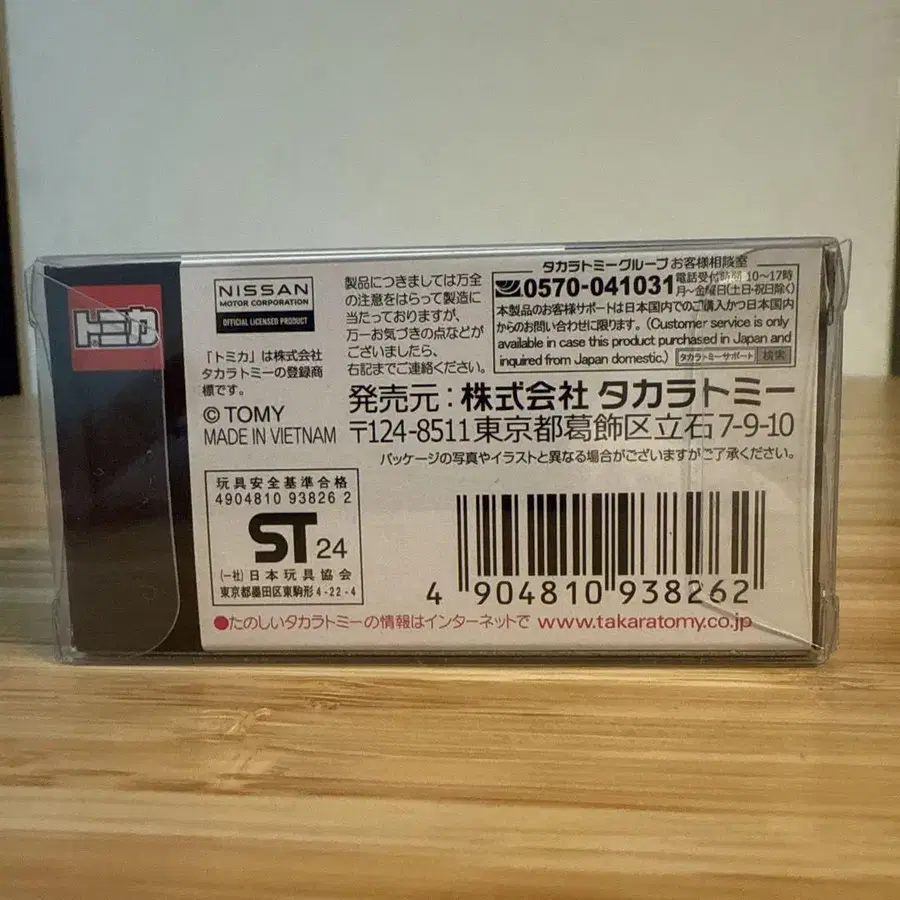 トミカ
NISSAN
MOTOR CORPORATION
OFFICIAL LICENSED PRODUCT
「トミカ」は株式会社
タカラトミーの登録商
標です。
© TOMY
MADE IN VIETNAM
製品につきましては万全
の注意をはらって製造に
当たっておりますが、
万一お気づきの点などが
ございましたら、
右記までご連絡ください。
タカラトミーグループ お客様相談室
0570-041031 電話受付時間 10〜17時
月〜金曜日(土日・祝日除く)
本製品のお客様サポートは日本国内でのご購入かつ日本国内
からのお問い合わせに限ります。(Customer service is only
available in case this product purchased in Japan and
inquired from Japan domestic.) タカラトミーサポート 検索
発売元:株式会社 タカラトミー
〒124-8511 東京都葛飾区立石 7-9-10
パッケージの写真やイラストと異なる場合がございますがご了承ください。
玩具安全基準合格
4904810 93826 2
ST 24
(一社)日本玩具協会
東京都墨田区東駒形4-22-4
4 904810 938262
●たのしいタカラトミーの情報はインターネットで www.takaratomy.co.jp